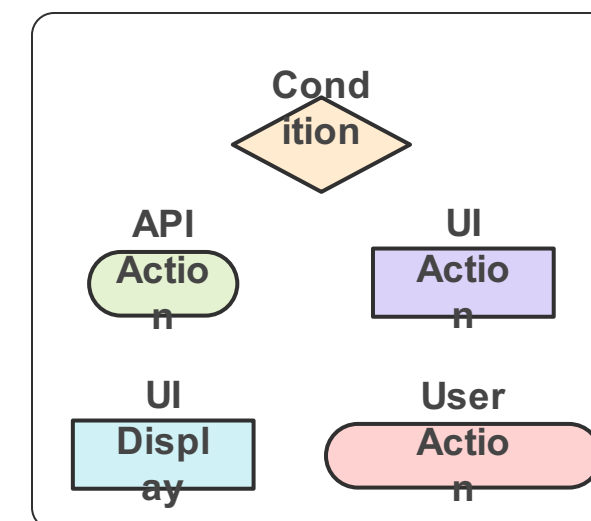 Cond
ition
API
Actio
n
UI
Actio
n
UI
Displ
ay
User
Actio
n